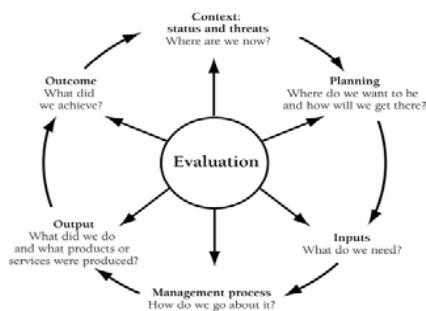 Context:
status and threats
Where are we now?
Planning
Where do we want to be
and how will we get there?
Inputs
What do we need?
Management process
How do we go about it?
Output
What did we do
and what products or
services were produced?
Outcome
What did
we achieve?
Evaluation